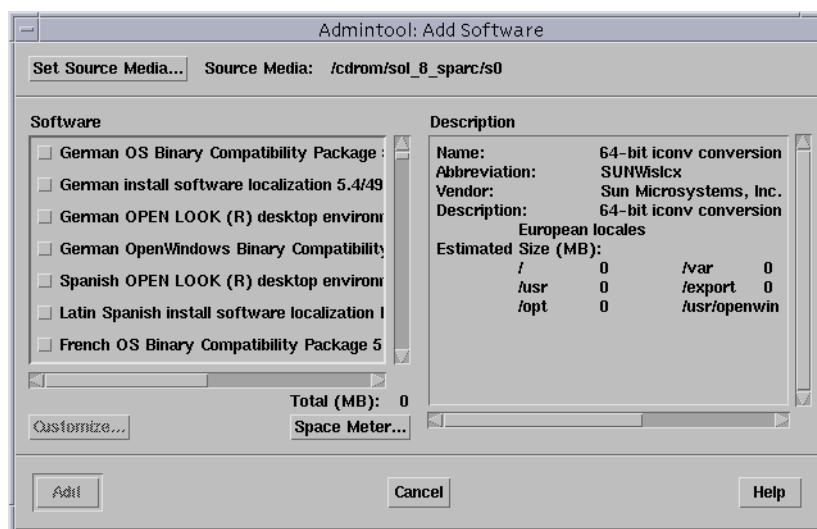 Admintool: Add Software
Set Source Media... Source Media: /cdrom/sol_8_sparc/s0
Software
German OS Binary Compatibility Package
German install software localization 5.4/49
German OPEN LOOK (R) desktop environ
German OpenWindows Binary Compatibility
Spanish OPEN LOOK (R) desktop environ
Latin Spanish install software localization
French OS Binary Compatibility Package 5
Total (MB): 0
Customize...
Space Meter...
Description
Name: 64-bit iconv conversion
Abbreviation: SUNWislcx
Vendor: Sun Microsystems, Inc.
Description: 64-bit iconv conversion
European locales
Estimated Size (MB):
/ 0 /var 0
/usr 0 /export 0
/opt 0 /usr/openwin
Add
Cancel
Help